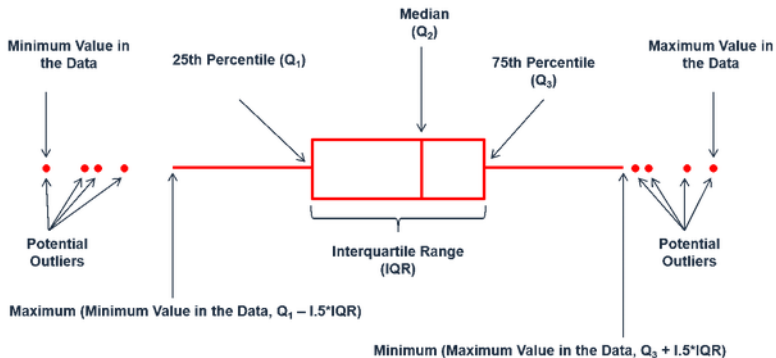 Median
(Q2)
Minimum Value in
the Data
Maximum Value in
the Data
25th Percentile (Q1)
75th Percentile
(Q3)
Potential
Outliers
Interquartile Range
(IQR)
Potential
Outliers
Maximum (Minimum Value in the Data, Q1 – I.5*IQR)
Minimum (Maximum Value in the Data, Q3 + I.5*IQR)